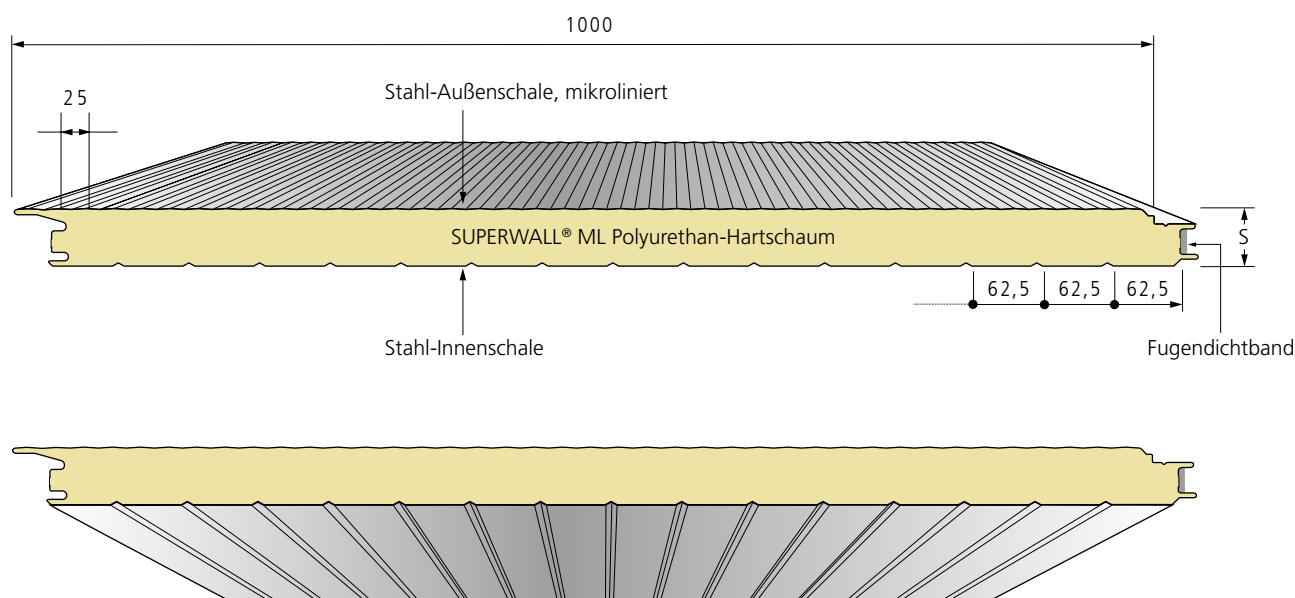 1000
25
Stahl-Außenschale, mikroliniert
SUPERWALL® ML Polyurethan-Hartschaum
S
62,5 62,5 62,5
Stahl-Innenschale
Fugendichtband